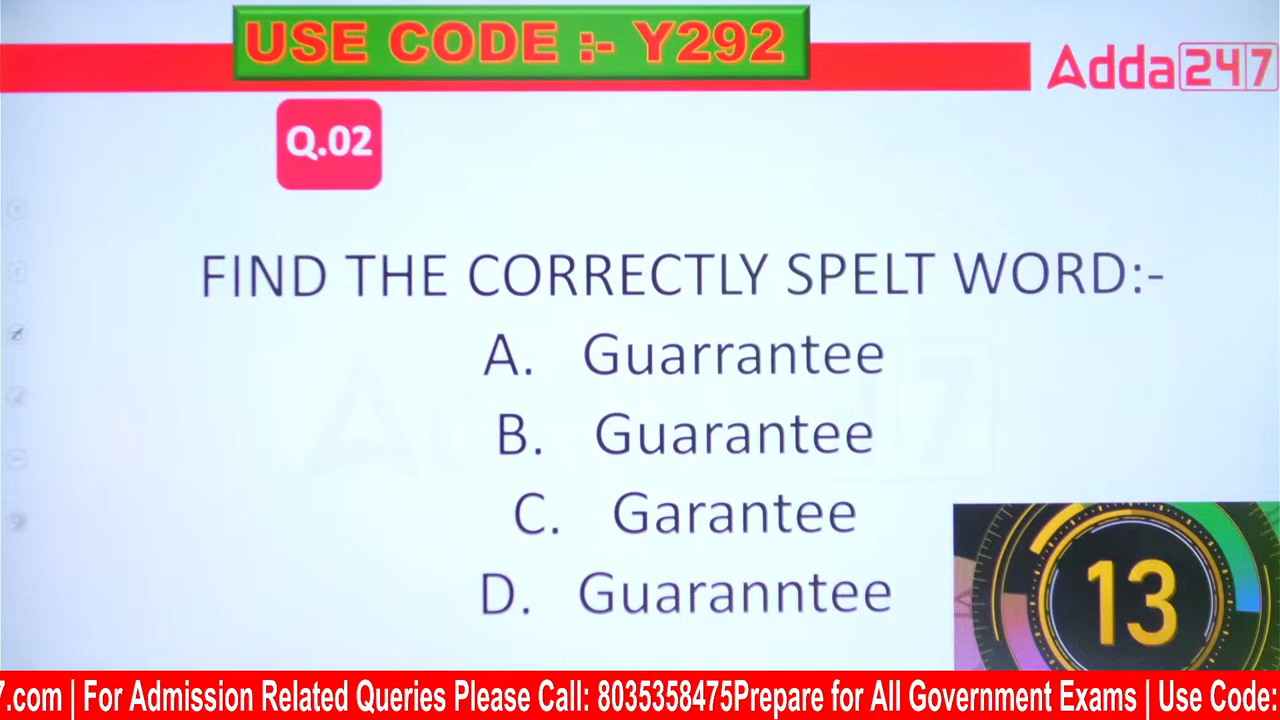 USE CODE :- Y292
Adda247
Q.02
FIND THE CORRECTLY SPELT WORD:-
A. Guarrantee
B. Guarantee
C. Garantee
D. Guaranntee
13
7.com | For Admission Related Queries Please Call: 8035358475Prepare for All Government Exams | Use Code: